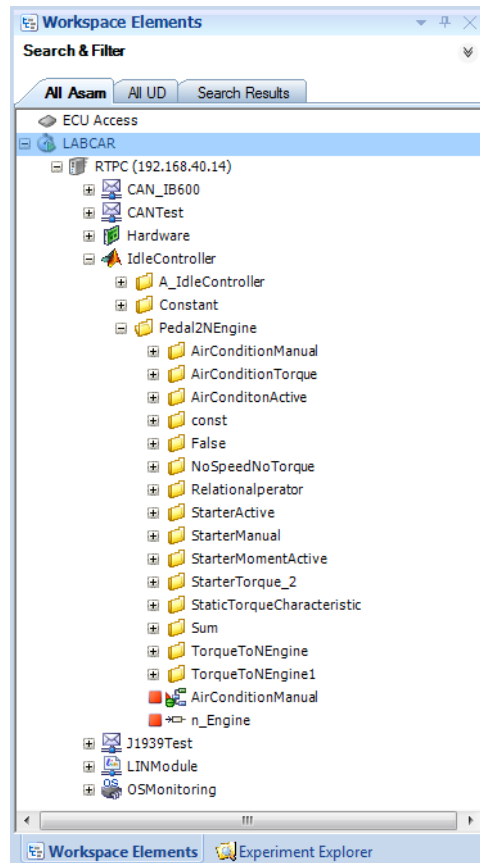 Workspace Elements
Search & Filter
All Asam All UD Search Results
ECU Access
LABCAR
RTPC (192.168.40.14)
CAN_IB600
CANTest
Hardware
IdleController
A_IdleController
Constant
Pedal2NEngine
AirConditionManual
AirConditionTorque
AirConditonActive
const
False
NoSpeedNoTorque
Relationalperator
StarterActive
StarterManual
StarterMomentActive
StarterTorque_2
StaticTorqueCharacteristic
Sum
TorqueToNEngine
TorqueToNEngine1
AirConditionManual
n_Engine
J1939Test
LINModule
OS OSMonitoring
Workspace Elements Experiment Explorer